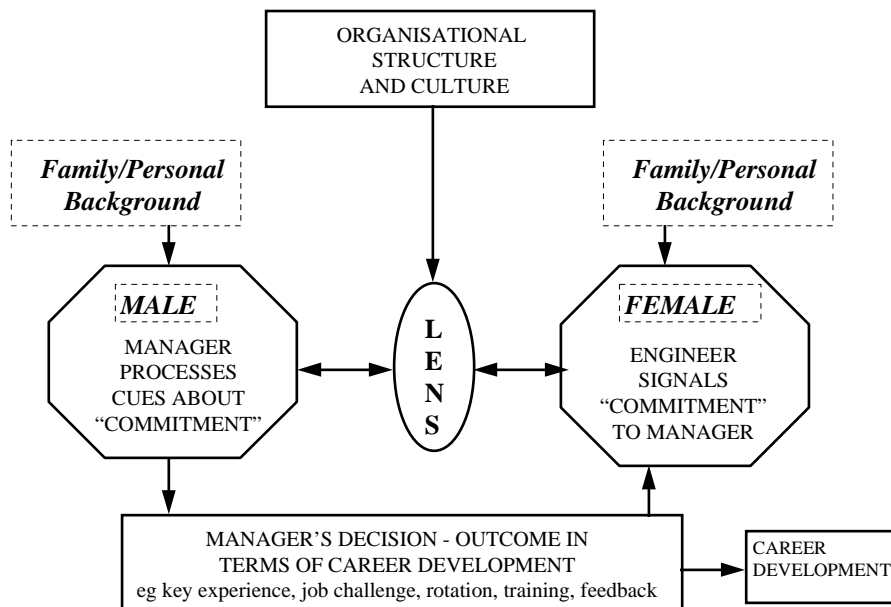 ORGANISATIONAL
STRUCTURE
AND CULTURE
Family/Personal
Background
Family/Personal
Background
MALE
MANAGER
PROCESSES
CUES ABOUT
“COMMITMENT”
L
E
N
S
FEMALE
ENGINEER
SIGNALS
“COMMITMENT”
TO MANAGER
MANAGER’S DECISION - OUTCOME IN
TERMS OF CAREER DEVELOPMENT
eg key experience, job challenge, rotation, training, feedback
CAREER
DEVELOPMENT